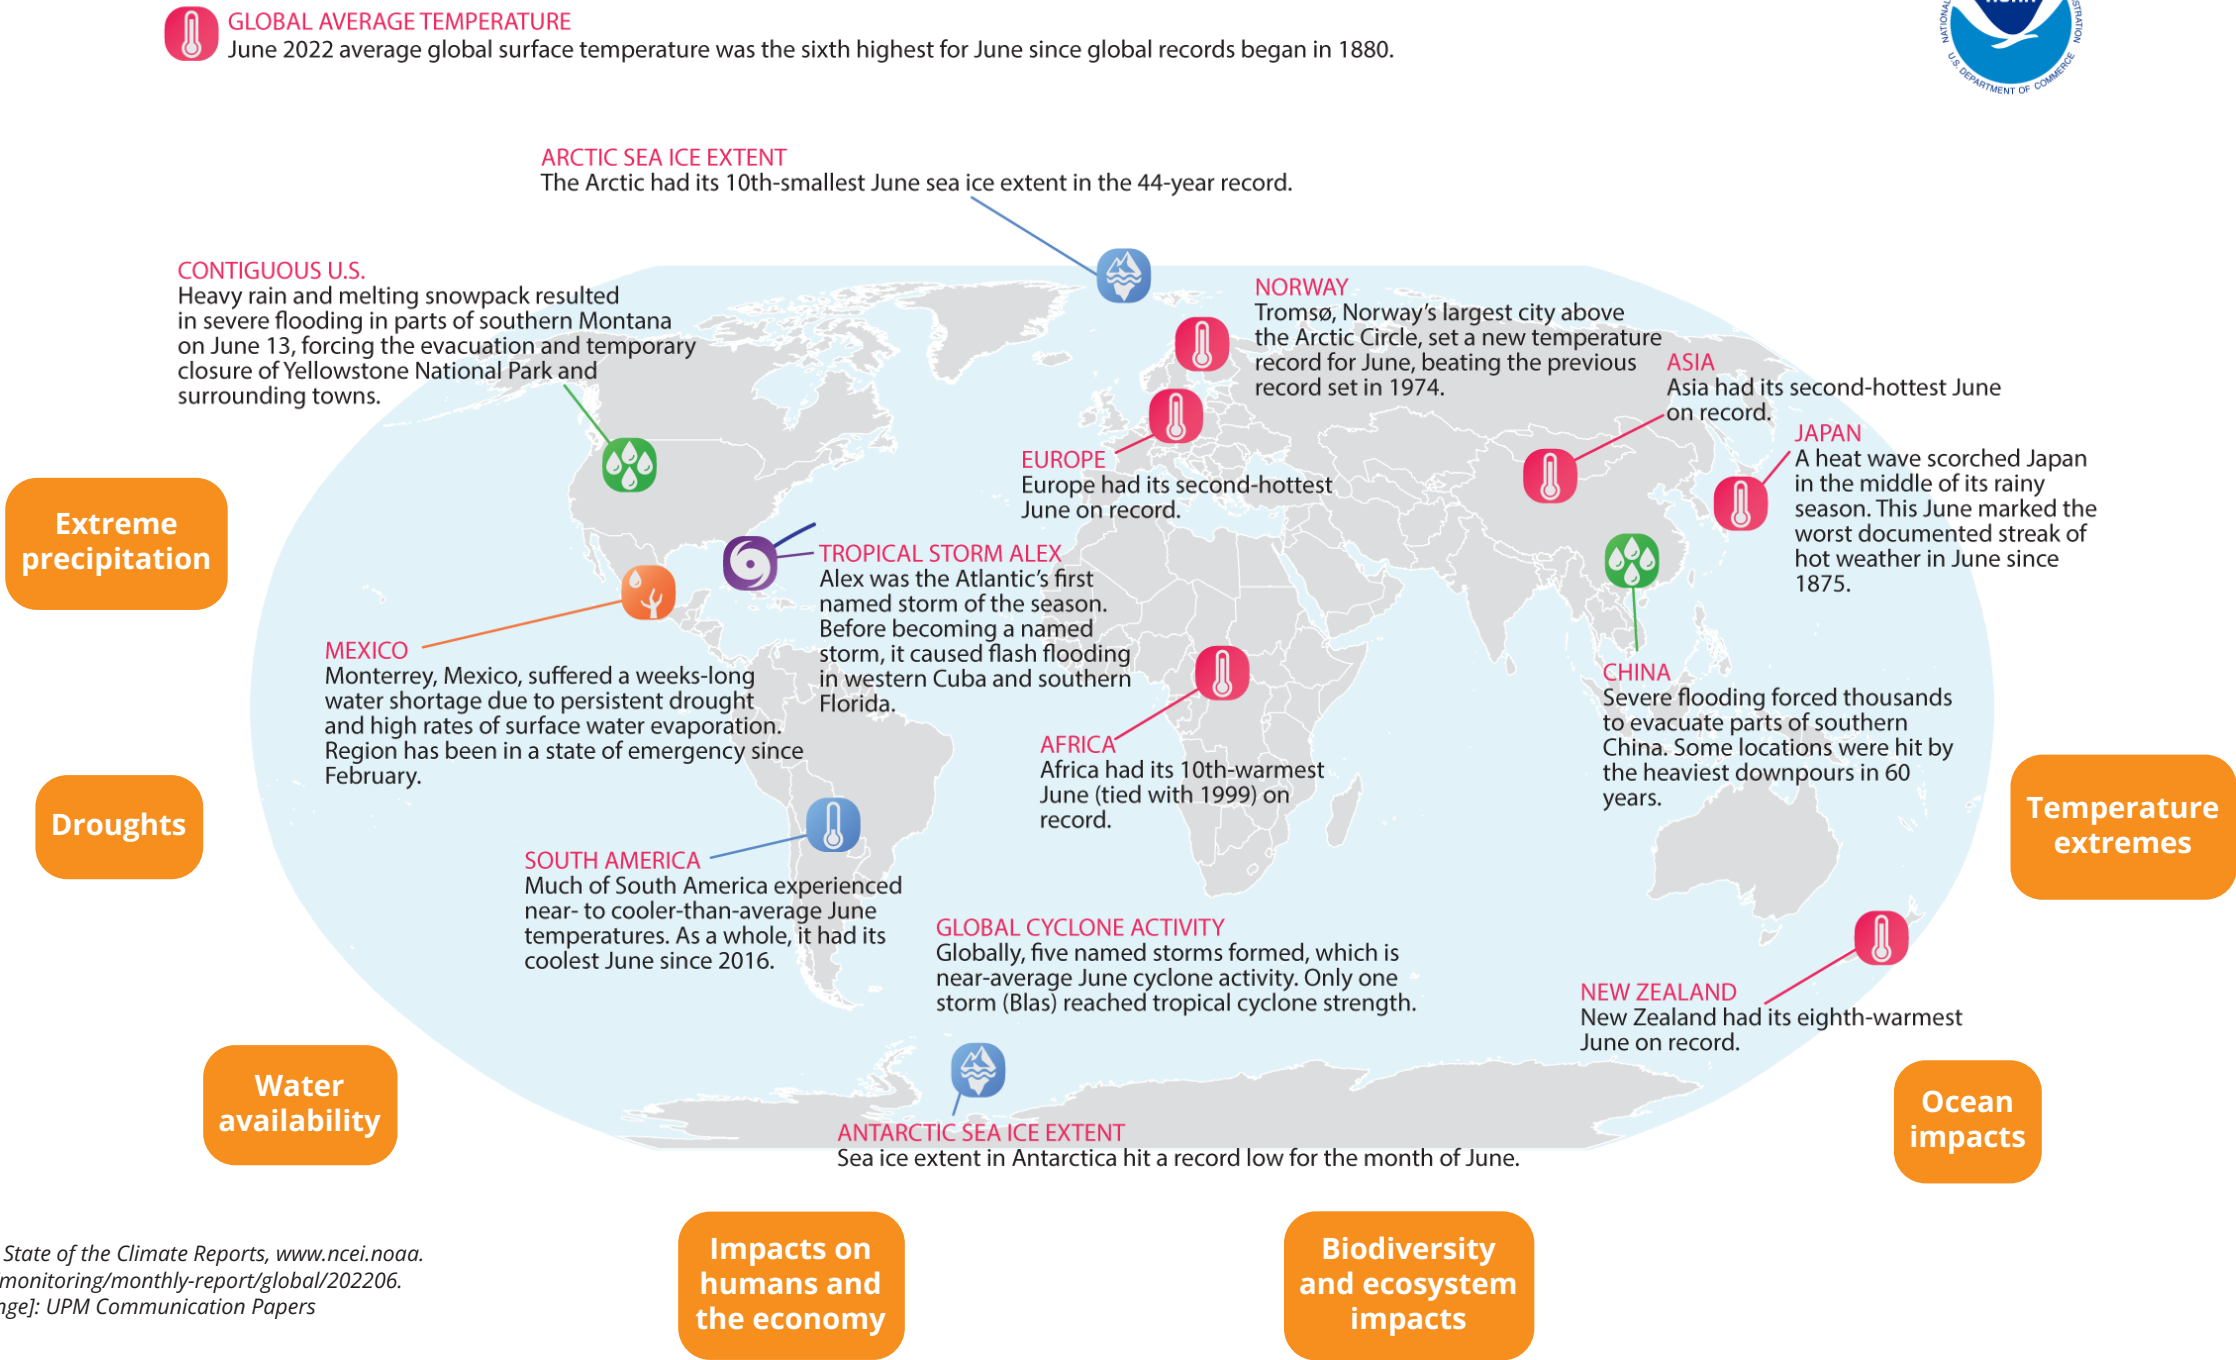 GLOBAL AVERAGE TEMPERATURE
June 2022 average global surface temperature was the sixth highest for June since global records began in 1880.
NATIONAL
STRATION
U.S. DEPARTMENT OF COMMERCE
ARCTIC SEA ICE EXTENT
The Arctic had its 10th-smallest June sea ice extent in the 44-year record.
CONTIGUOUS U.S.
Heavy rain and melting snowpack resulted
in severe flooding in parts of southern Montana
on June 13, forcing the evacuation and temporary
closure of Yellowstone National Park and
surrounding towns.
NORWAY
Tromsø, Norway’s largest city above
the Arctic Circle, set a new temperature
record for June, beating the previous
record set in 1974.
ASIA
Asia had its second-hottest June
on record.
JAPAN
A heat wave scorched Japan
in the middle of its rainy
season. This June marked the
worst documented streak of
hot weather in June since
1875.
EUROPE
Europe had its second-hottest
June on record.
Extreme
precipitation
TROPICAL STORM ALEX
Alex was the Atlantic’s first
named storm of the season.
Before becoming a named
storm, it caused flash flooding
in western Cuba and southern
Florida.
MEXICO
Monterrey, Mexico, suffered a weeks-long
water shortage due to persistent drought
and high rates of surface water evaporation.
Region has been in a state of emergency since
February.
CHINA
Severe flooding forced thousands
to evacuate parts of southern
China. Some locations were hit by
the heaviest downpours in 60
years.
AFRICA
Africa had its 10th-warmest
June (tied with 1999) on
record.
Droughts
Temperature
extremes
SOUTH AMERICA
Much of South America experienced
near- to cooler-than-average June
temperatures. As a whole, it had its
coolest June since 2016.
GLOBAL CYCLONE ACTIVITY
Globally, five named storms formed, which is
near-average June cyclone activity. Only one
storm (Blas) reached tropical cyclone strength.
NEW ZEALAND
New Zealand had its eighth-warmest
June on record.
Water
availability
Ocean
impacts
ANTARCTIC SEA ICE EXTENT
Sea ice extent in Antarctica hit a record low for the month of June.
Impacts on
humans and
the economy
Biodiversity
and ecosystem
impacts
State of the Climate Reports, www.ncei.noaa.
/monitoring/monthly-report/global/202206.
nge]: UPM Communication Papers